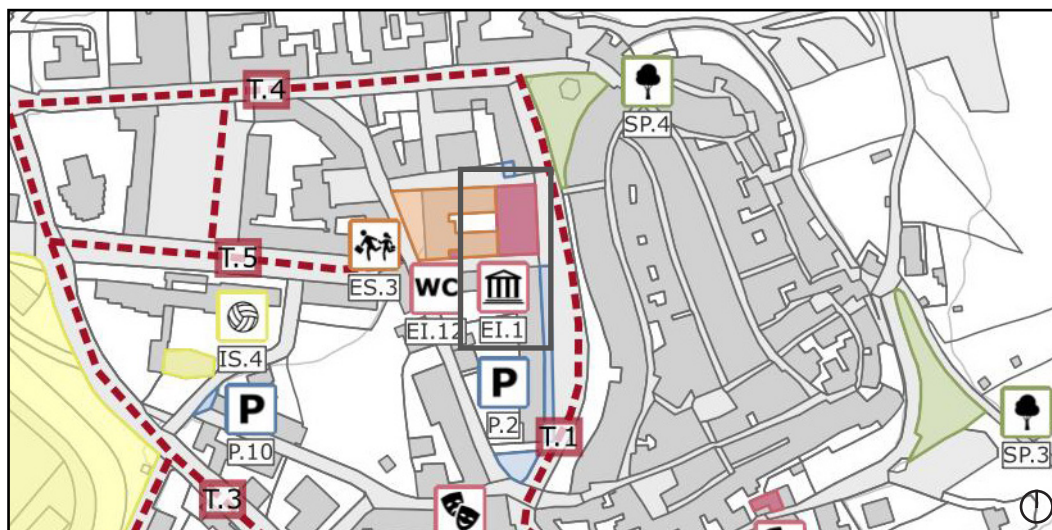 T.4
SP.4
T.5
ES.3
WC
EI.12
EI.1
IS.4
P
P.2
P
P.10
T.1
SP.3
T.3